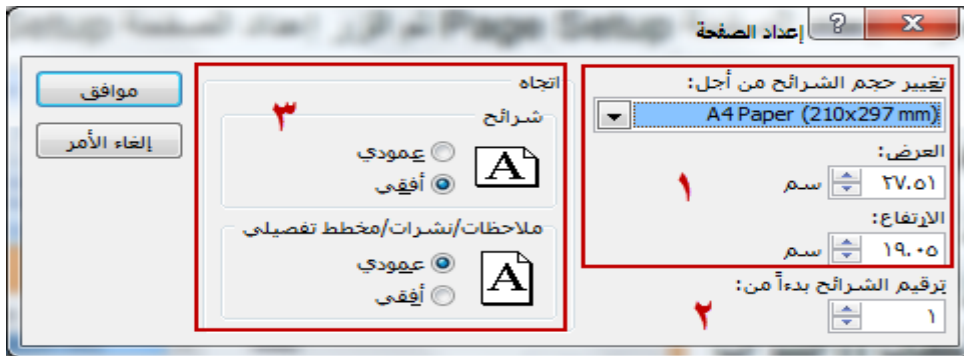 Page Setup
إعداد الصفحة
تغيير حجم الشرائح من أجل:
A4 Paper (210x297 mm)
العرض:
٢٧.٥١ سم
١
الارتفاع:
١٩.٠٥ سم
ترقيم الشرائح بدءاً من:
١
٢
اتجاه
٣
شرائح
A
عمودي
أفقي
ملاحظات/نشرات/مخطط تفصيلي
A
عمودي
أفقي
موافق
إلغاء الأمر